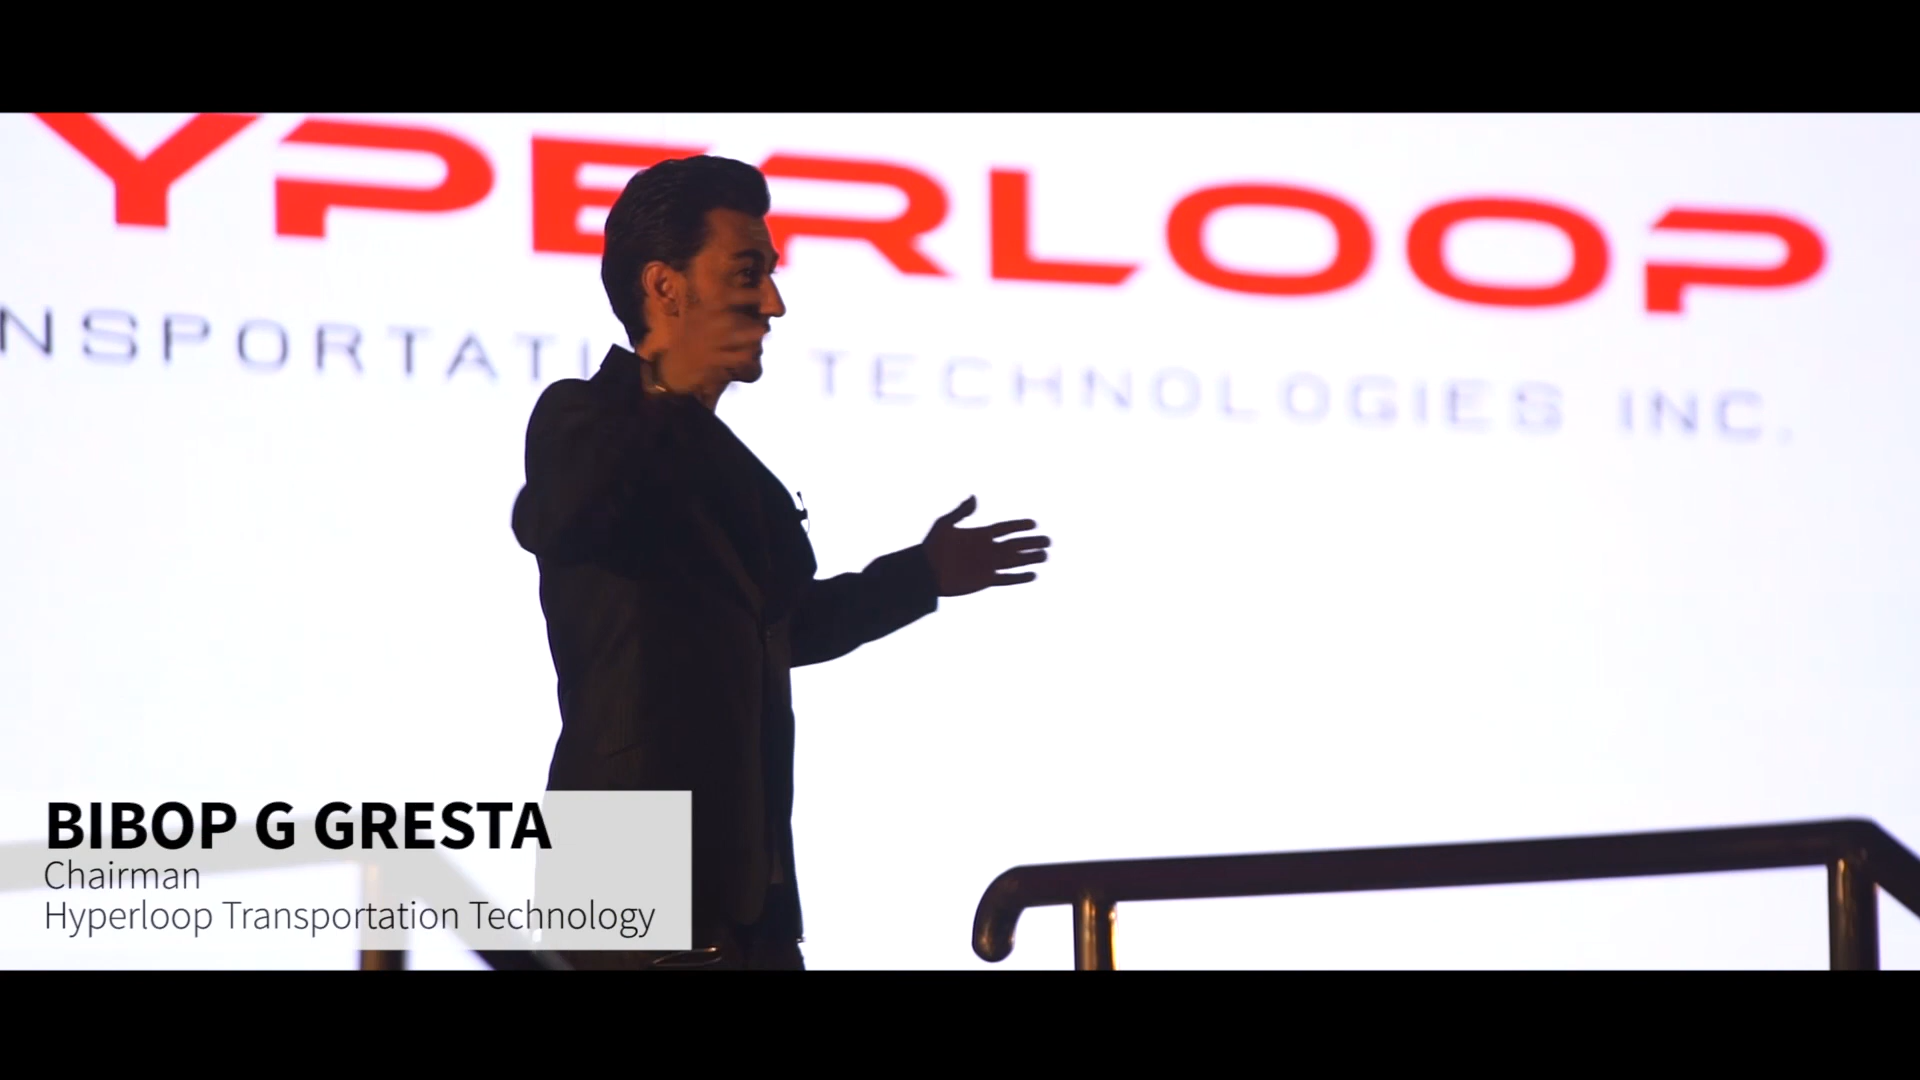 YPERLOOP
NSPORTATI TECHNOLOGIES INC.
BIBOP G GRESTA
Chairman
Hyperloop Transportation Technology